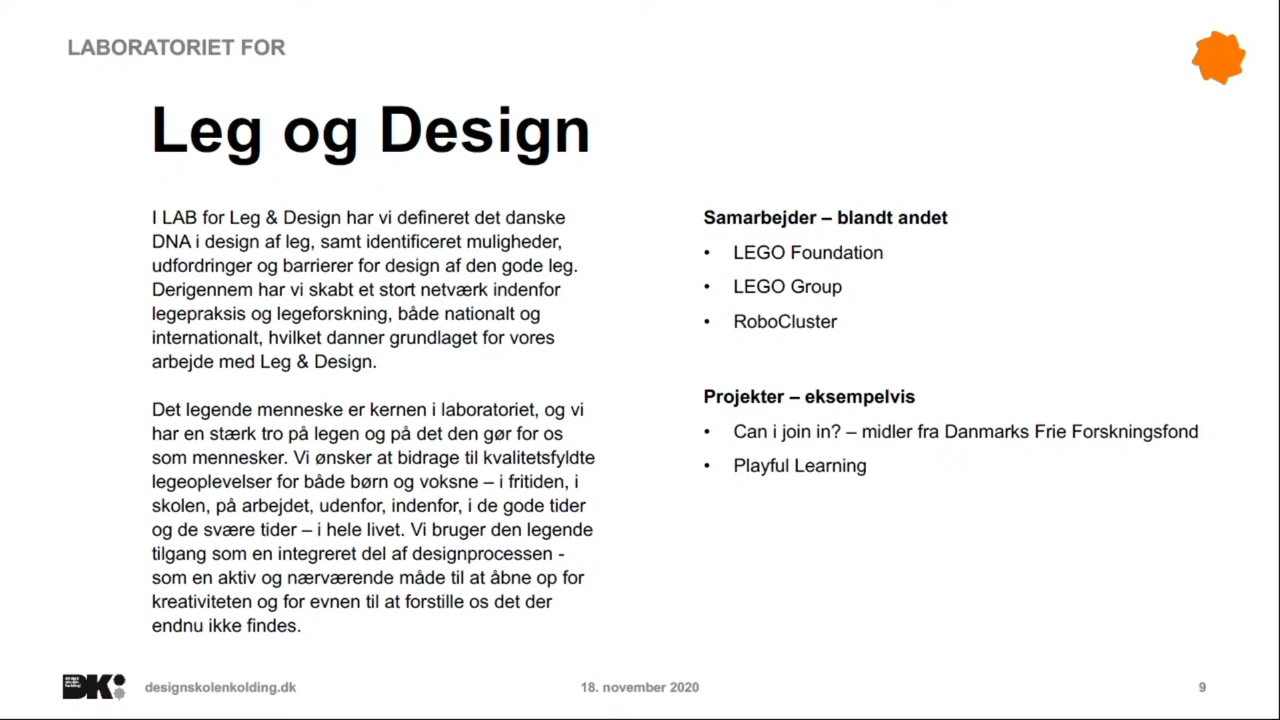 LABORATORIET FOR
Leg og Design
I LAB for Leg & Design har vi defineret det danske
DNA i design af leg, samt identificeret muligheder,
udfordringer og barrierer for design af den gode leg.
Derigennem har vi skabt et stort netværk indenfor
legepraksis og legeforskning, både nationalt og
internationalt, hvilket danner grundlaget for vores
arbejde med Leg & Design.
Det legende menneske er kernen i laboratoriet, og vi
har en stærk tro på legen og på det den gør for os
som mennesker. Vi ønsker at bidrage til kvalitetsfyldte
legeoplevelser for både børn og voksne – i fritiden, i
skolen, på arbejdet, udenfor, indenfor, i de gode tider
og de svære tider – i hele livet. Vi bruger den legende
tilgang som en integreret del af designprocessen -
som en aktiv og nærværende måde til at åbne op for
kreativiteten og for evnen til at forstille os det der
endnu ikke findes.
Samarbejder – blandt andet
• LEGO Foundation
• LEGO Group
• RoboCluster
Projekter – eksempelvis
• Can i join in? – midler fra Danmarks Frie Forskningsfond
• Playful Learning
DK
designskolenkolding.dk
18. november 2020
9